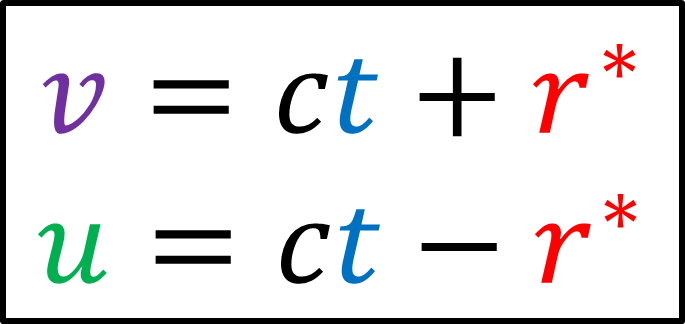 v = ct + r*
u = ct − r*